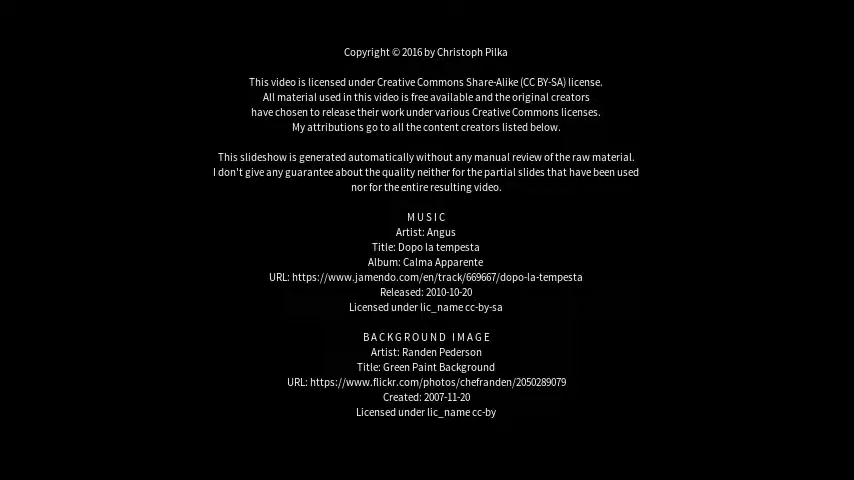 Copyright © 2016 by Christoph Pilka
This video is licensed under Creative Commons Share-Alike (CC BY-SA) license.
All material used in this video is free available and the original creators
have chosen to release their work under various Creative Commons licenses.
My attributions go to all the content creators listed below.
This slideshow is generated automatically without any manual review of the raw material.
I don't give any guarantee about the quality neither for the partial slides that have been used
nor for the entire resulting video.
MUSIC
Artist: Angus
Title: Dopo la tempesta
Album: Calma Apparente
URL: https://www.jamendo.com/en/track/669667/dopo-la-tempesta
Released: 2010-10-20
Licensed under lic_name cc-by-sa
BACKGROUND IMAGE
Artist: Randen Pederson
Title: Green Paint Background
URL: https://www.flickr.com/photos/chefranden/2050289079
Created: 2007-11-20
Licensed under lic_name cc-by